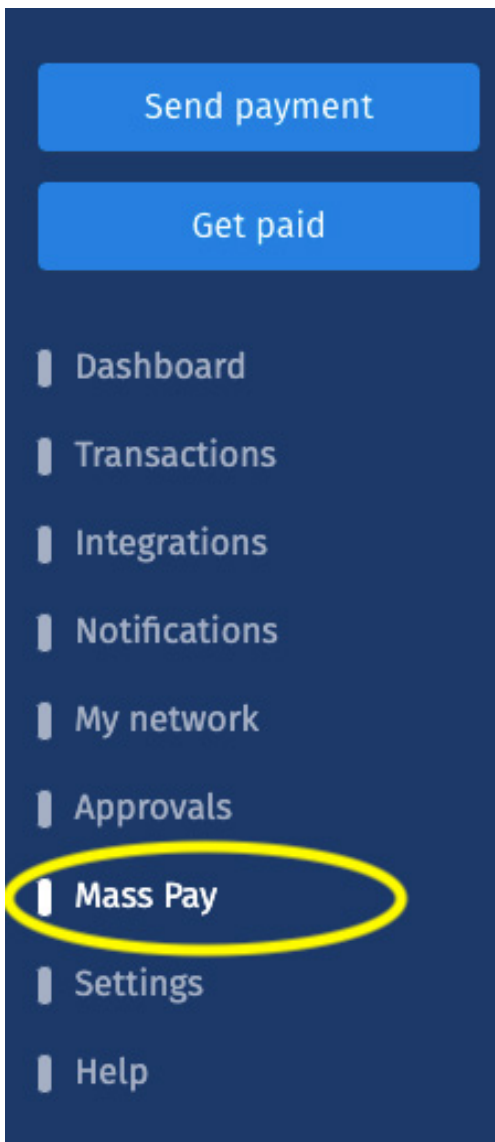 Send payment
Get paid
Dashboard
Transactions
Integrations
Notifications
My network
Approvals
Mass Pay
Settings
Help